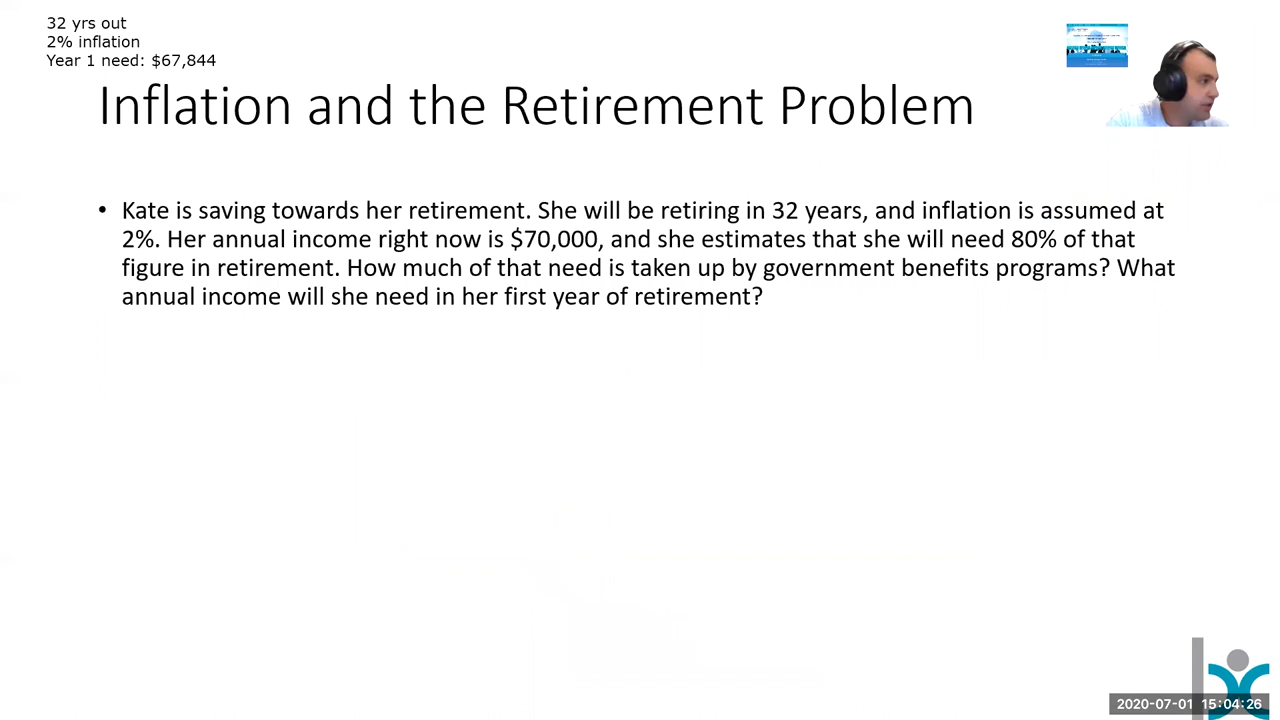 32 yrs out
2% inflation
Year 1 need: $67,844
Inflation and the Retirement Problem
• Kate is saving towards her retirement. She will be retiring in 32 years, and inflation is assumed at
2%. Her annual income right now is $70,000, and she estimates that she will need 80% of that
figure in retirement. How much of that need is taken up by government benefits programs? What
annual income will she need in her first year of retirement?
2020-07-01 15:04:26